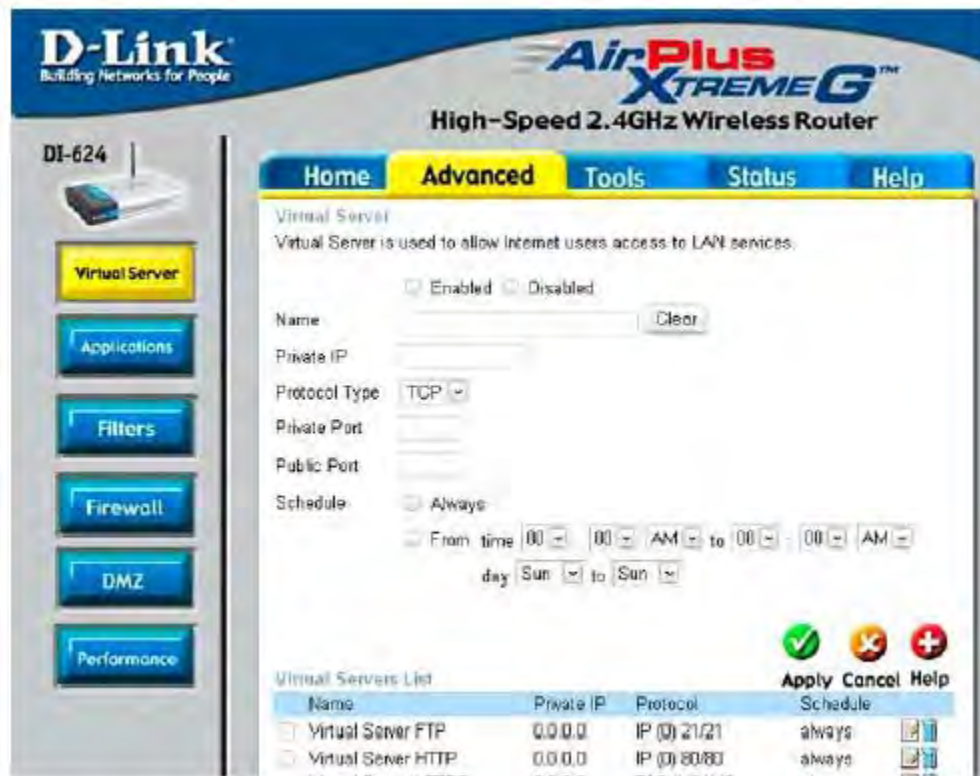 D-Link
Building Networks for People
AirPlus
XTREME G™
High-Speed 2.4GHz Wireless Router
DI-624
Home Advanced Tools Status Help
Virtual Server
Applications
Filters
Firewall
DMZ
Performance
Virtual Server
Virtual Server is used to allow Internet users access to LAN services.
Enabled Disabled
Name Clear
Private IP
Protocol Type TCP
Private Port
Public Port
Schedule Always
From time 00 : 00 AM to 00 : 00 AM
day Sun to Sun
Apply Cancel Help
Virtual Servers List
Name Private IP Protocol Schedule
Virtual Server FTP 0.0.0.0 IP (0) 21/21 always
Virtual Server HTTP 0.0.0.0 IP (0) 80/80 always